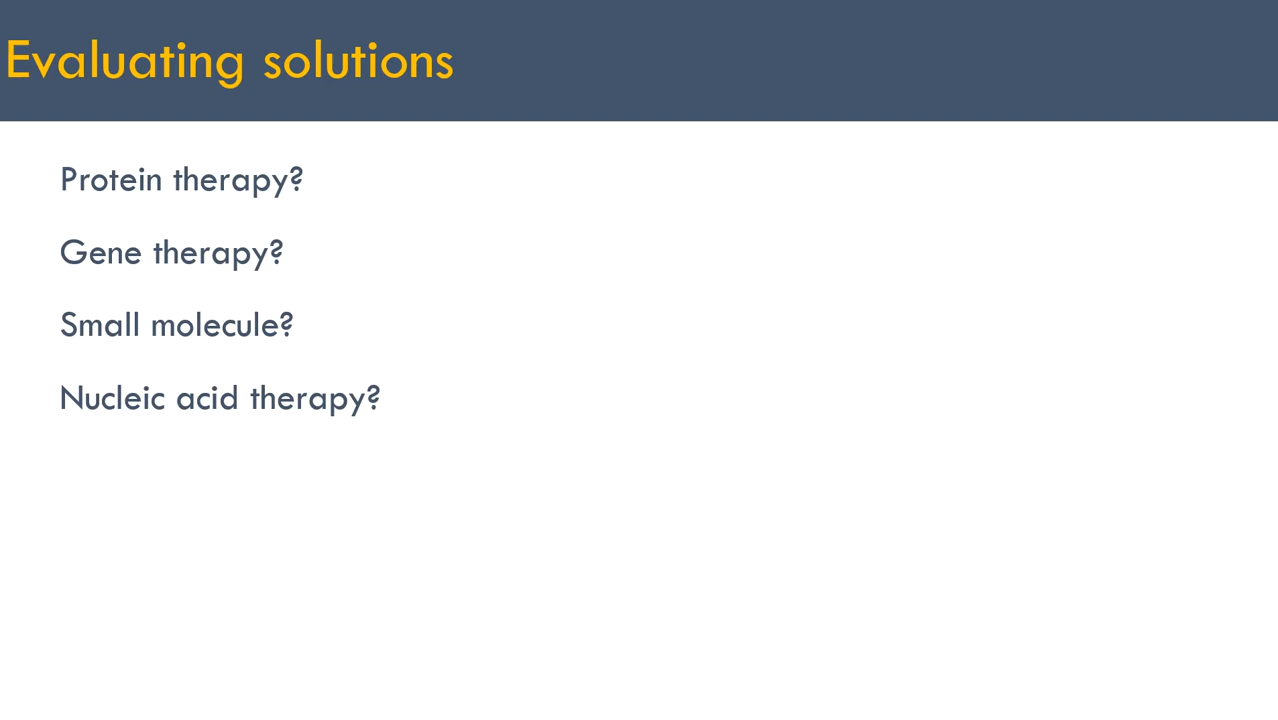 Evaluating solutions
Protein therapy?
Gene therapy?
Small molecule?
Nucleic acid therapy?